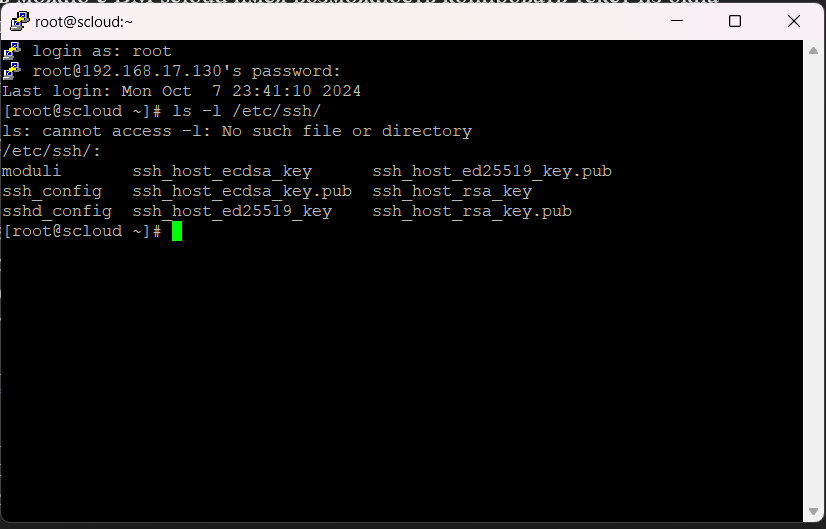 root@scloud:~
login as: root
root@192.168.17.130's password:
Last login: Mon Oct  7 23:41:10 2024
[root@scloud ~]# ls –l /etc/ssh/
ls: cannot access –l: No such file or directory
/etc/ssh/:
moduli       ssh_host_ecdsa_key      ssh_host_ed25519_key.pub
ssh_config   ssh_host_ecdsa_key.pub  ssh_host_rsa_key
sshd_config  ssh_host_ed25519_key    ssh_host_rsa_key.pub
[root@scloud ~]#